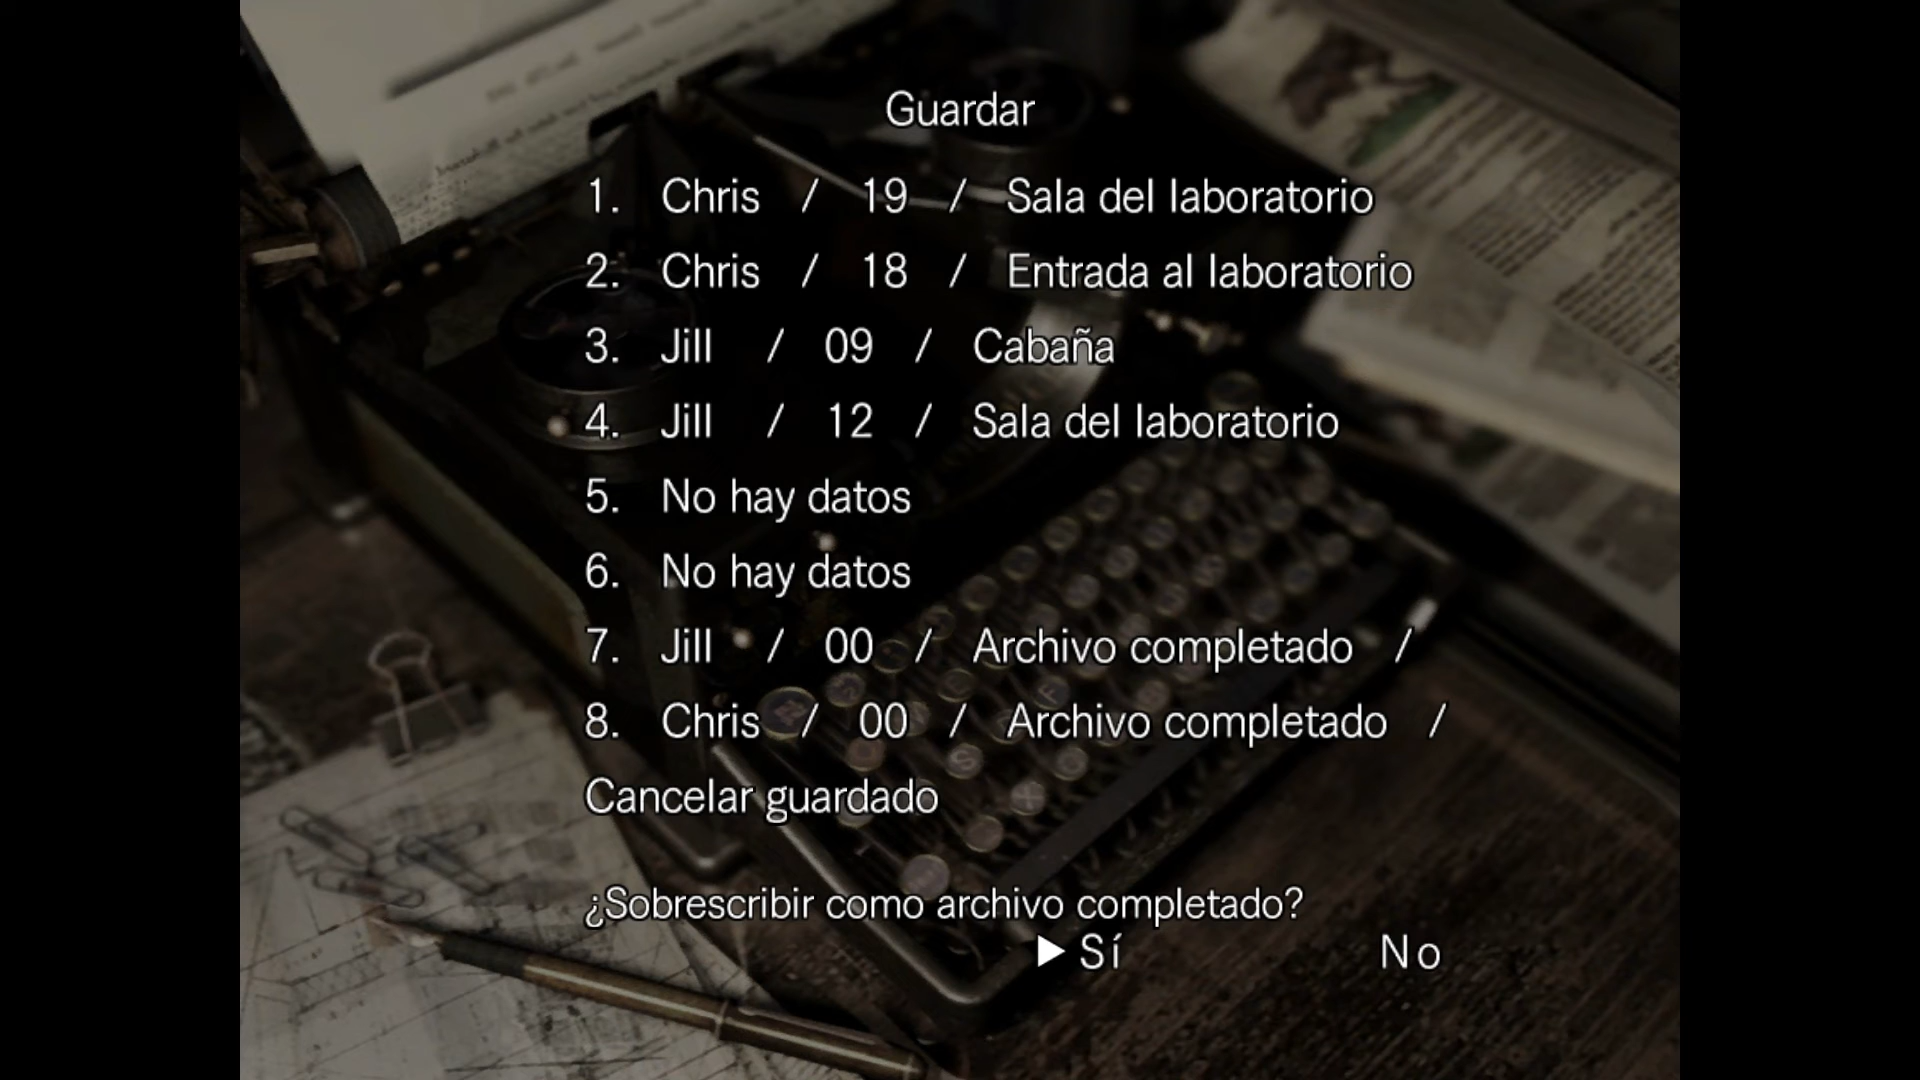 Guardar
1. Chris / 19 / Sala del laboratorio
2. Chris / 18 / Entrada al laboratorio
3. Jill / 09 / Cabaña
4. Jill / 12 / Sala del laboratorio
5. No hay datos
6. No hay datos
7. Jill / 00 / Archivo completado /
8. Chris / 00 / Archivo completado /
Cancelar guardado
¿Sobrescribir como archivo completado?
▶ Sí No